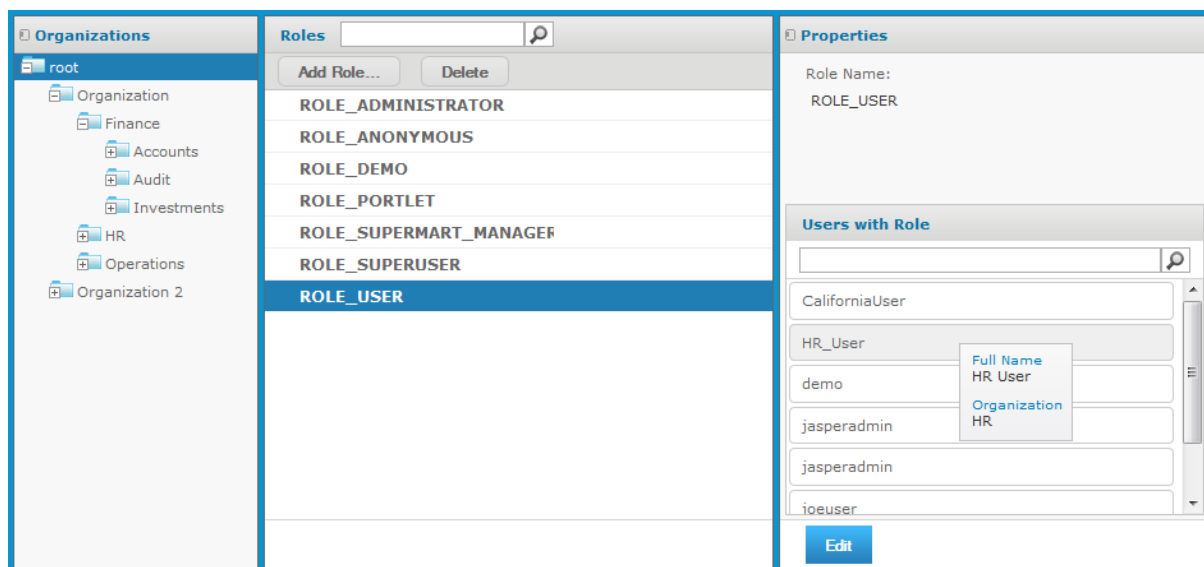 Organizations
root
Organization
Finance
Accounts
Audit
Investments
HR
Operations
Organization 2
Roles
Add Role...
Delete
ROLE_ADMINISTRATOR
ROLE_ANONYMOUS
ROLE_DEMO
ROLE_PORTLET
ROLE_SUPERMART_MANAGER
ROLE_SUPERUSER
ROLE_USER
Properties
Role Name:
ROLE_USER
Users with Role
CaliforniaUser
HR_User
Full Name
HR User
Organization
HR
demo
jasperadmin
jasperadmin
joeuser
Edit